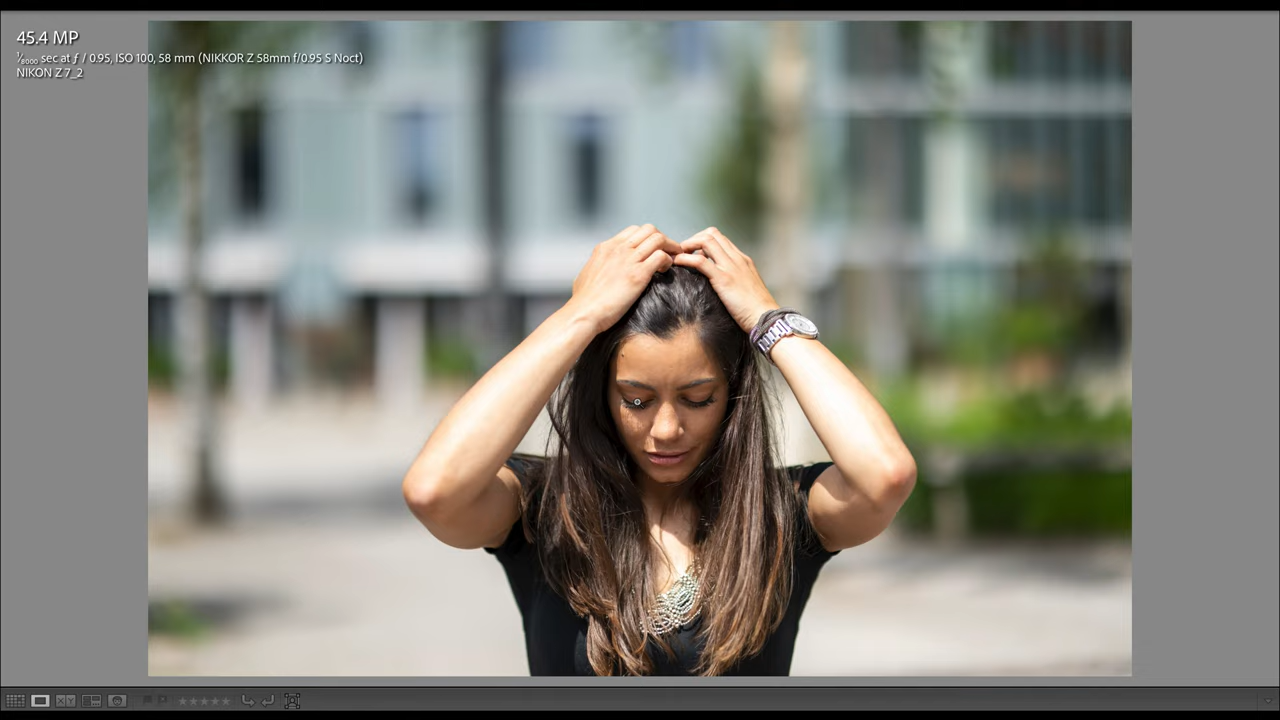 45.4 MP
1/8000 sec at ƒ / 0.95, ISO 100, 58 mm (NIKKOR Z 58mm f/0.95 S Noct)
NIKON Z 7_2
XY